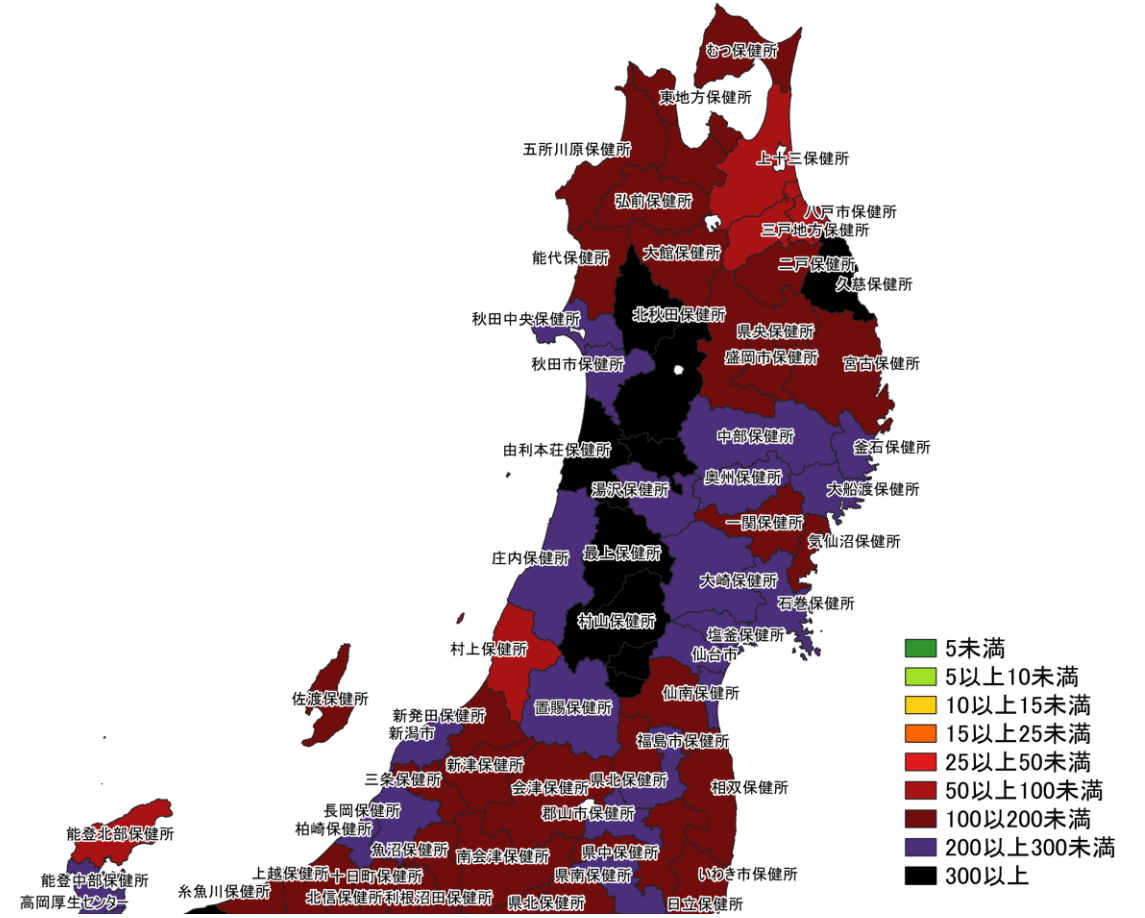 むつ保健所
東地方保健所
五所川原保健所
上十三保健所
弘前保健所
八戸市保健所
三戸地方保健所
大館保健所
能代保健所
二戸保健所
久慈保健所
北秋田保健所
秋田中央保健所
県央保健所
盛岡市保健所
秋田市保健所
宮古保健所
中部保健所
釜石保健所
由利本荘保健所
奥州保健所
湯沢保健所
大船渡保健所
一関保健所
気仙沼保健所
最上保健所
庄内保健所
大崎保健所
石巻保健所
村山保健所
塩釜保健所
村上保健所
仙台市
仙南保健所
佐渡保健所
置賜保健所
新発田保健所
新潟市
福島市保健所
新津保健所
三条保健所
会津保健所
県北保健所
相双保健所
長岡保健所
郡山市保健所
柏崎保健所
能登北部保健所
魚沼保健所
南会津保健所
県中保健所
上越保健所
十日町保健所
県南保健所
いわき市保健所
能登中部保健所
糸魚川保健所
北信保健所
利根沼田保健所
県北保健所
日立保健所
高岡厚生センター
5未満
5以上10未満
10以上15未満
15以上25未満
25以上50未満
50以上100未満
100以200未満
200以上300未満
300以上